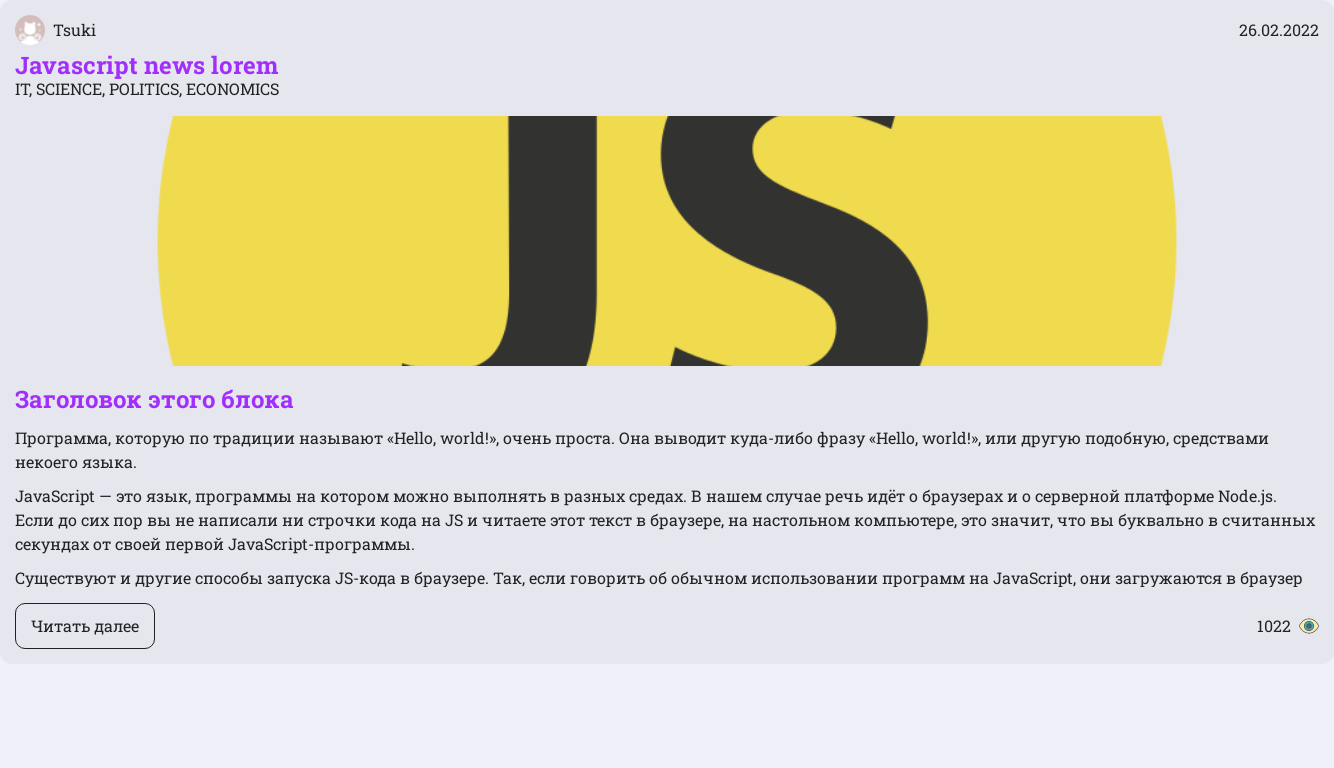 Tsuki
26.02.2022
Javascript news lorem
IT, SCIENCE, POLITICS, ECONOMICS
JS
Заголовок этого блока
Программа, которую по традиции называют «Hello, world!», очень проста. Она выводит куда-либо фразу «Hello, world!», или другую подобную, средствами
некоего языка.
JavaScript — это язык, программы на котором можно выполнять в разных средах. В нашем случае речь идёт о браузерах и о серверной платформе Node.js.
Если до сих пор вы не написали ни строчки кода на JS и читаете этот текст в браузере, на настольном компьютере, это значит, что вы буквально в считанных
секундах от своей первой JavaScript-программы.
Существуют и другие способы запуска JS-кода в браузере. Так, если говорить об обычном использовании программ на JavaScript, они загружаются в браузер
Читать далее
1022